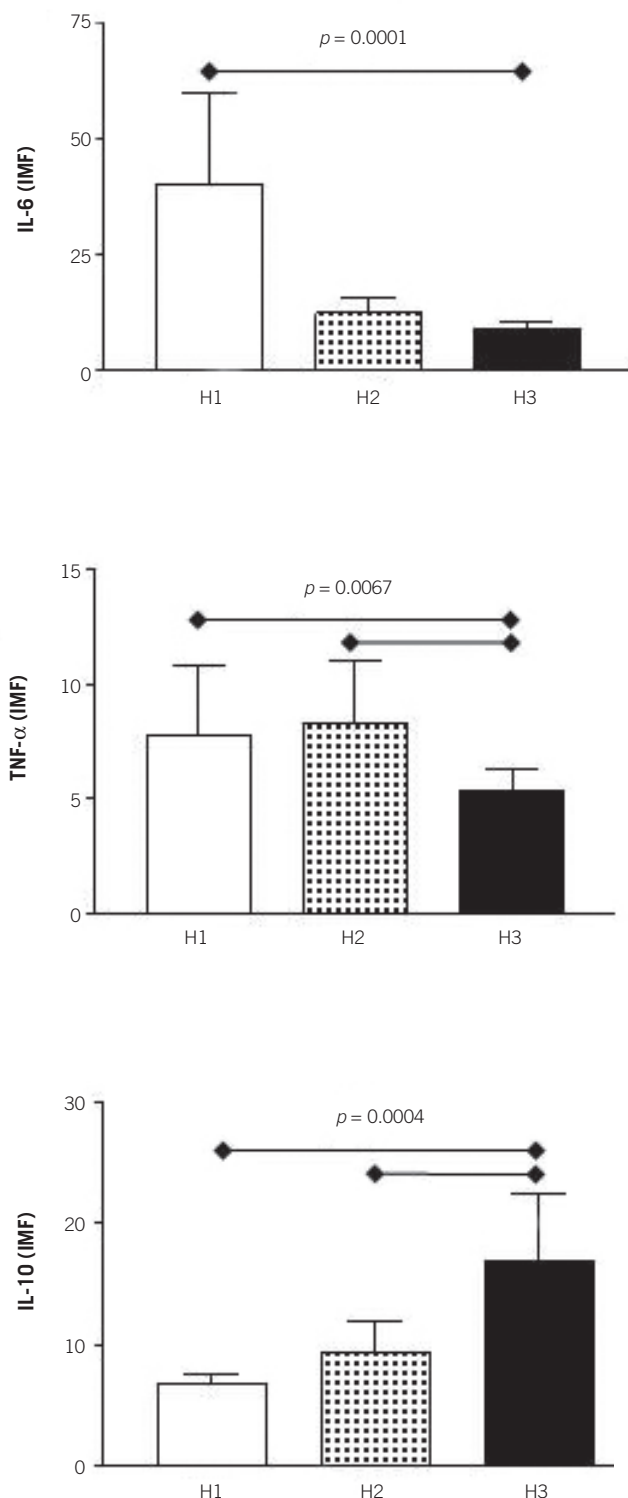 75
p = 0.0001
50
IL-6 (IMF)
25
0
H1 H2 H3
15
p = 0.0067
10
TNF-α (IMF)
5
0
H1 H2 H3
30
p = 0.0004
20
IL-10 (IMF)
10
0
H1 H2 H3